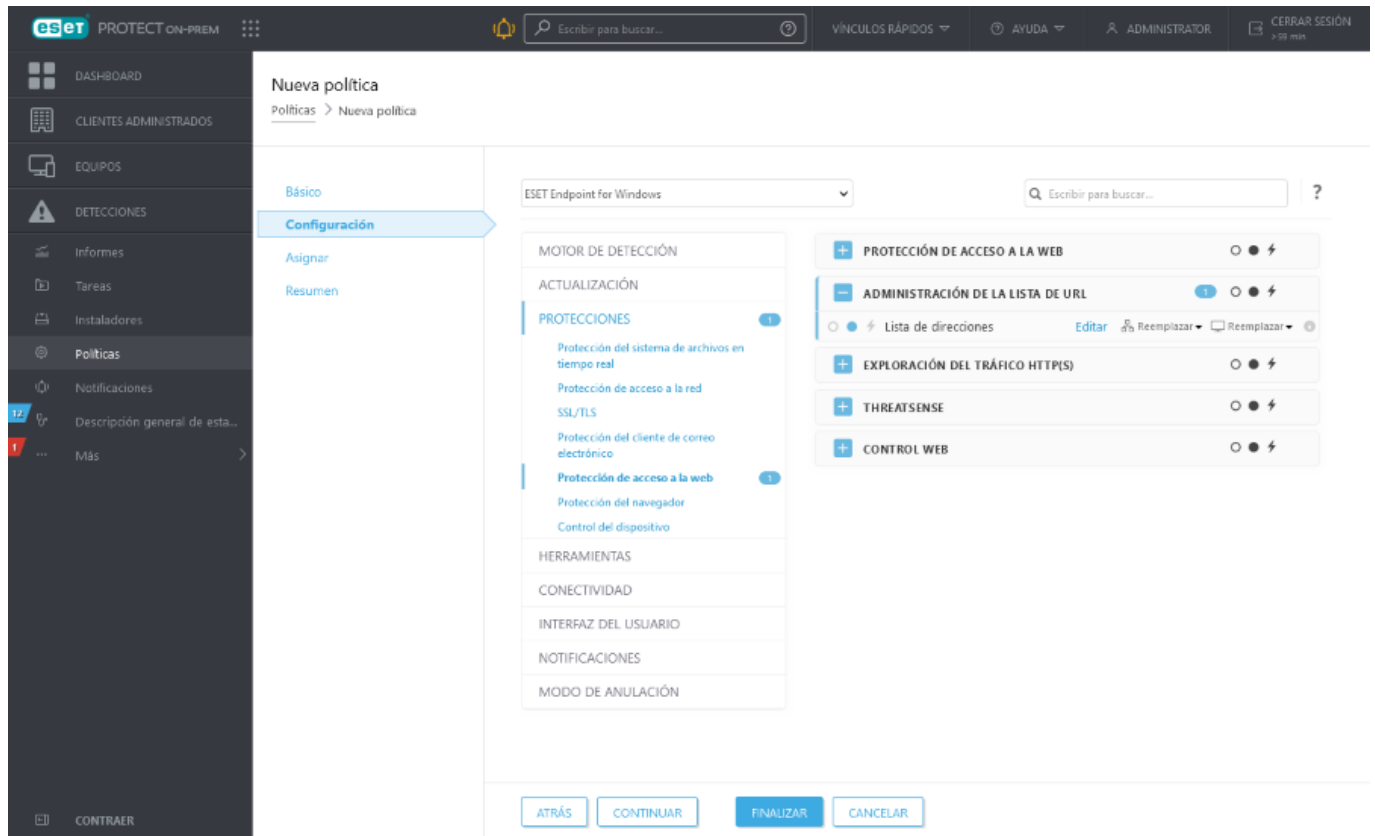 eset PROTECT ON-PREM
Escribir para buscar...
VÍNCULOS RÁPIDOS
AYUDA
ADMINISTRATOR
CERRAR SESIÓN
>59 min
DASHBOARD
CLIENTES ADMINISTRADOS
EQUIPOS
DETECCIONES
Informes
Tareas
Instaladores
Políticas
Notificaciones
12
Descripción general de esta...
1
Más
CONTRAER
Nueva política
Políticas > Nueva política
Básico
Configuración
Asignar
Resumen
ESET Endpoint for Windows
Escribir para buscar...
?
MOTOR DE DETECCIÓN
ACTUALIZACIÓN
PROTECCIONES 1
Protección del sistema de archivos en
tiempo real
Protección de acceso a la red
SSL/TLS
Protección del cliente de correo
electrónico
Protección de acceso a la web 1
Protección del navegador
Control del dispositivo
HERRAMIENTAS
CONECTIVIDAD
INTERFAZ DEL USUARIO
NOTIFICACIONES
MODO DE ANULACIÓN
PROTECCIÓN DE ACCESO A LA WEB
ADMINISTRACIÓN DE LA LISTA DE URL 1
Lista de direcciones Editar Reemplazar Reemplazar
EXPLORACIÓN DEL TRÁFICO HTTP(S)
THREATSENSE
CONTROL WEB
ATRÁS CONTINUAR FINALIZAR CANCELAR